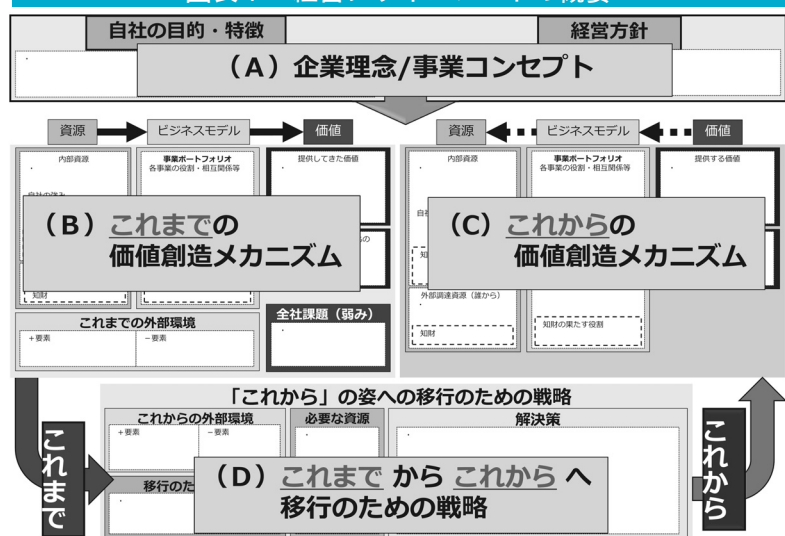 自社の目的・特徴
経営方針
(A) 企業理念/事業コンセプト
資源
ビジネスモデル
価値
資源
ビジネスモデル
価値
内部資源
事業ポートフォリオ
各事業の役割・相互関係等
提供してきた価値
(B) これまでの
価値創造メカニズム
知財
これまでの外部環境
+要素
−要素
全社課題（弱み）
内部資源
事業ポートフォリオ
各事業の役割・相互関係等
提供する価値
(C) これからの
価値創造メカニズム
外部調達資源（誰から）
知財
知財の果たす役割
「これから」の姿への移行のための戦略
これまで
これからの外部環境
+要素
−要素
必要な資源
解決策
移行のた
(D) これまで から これから へ
移行のための戦略
これから